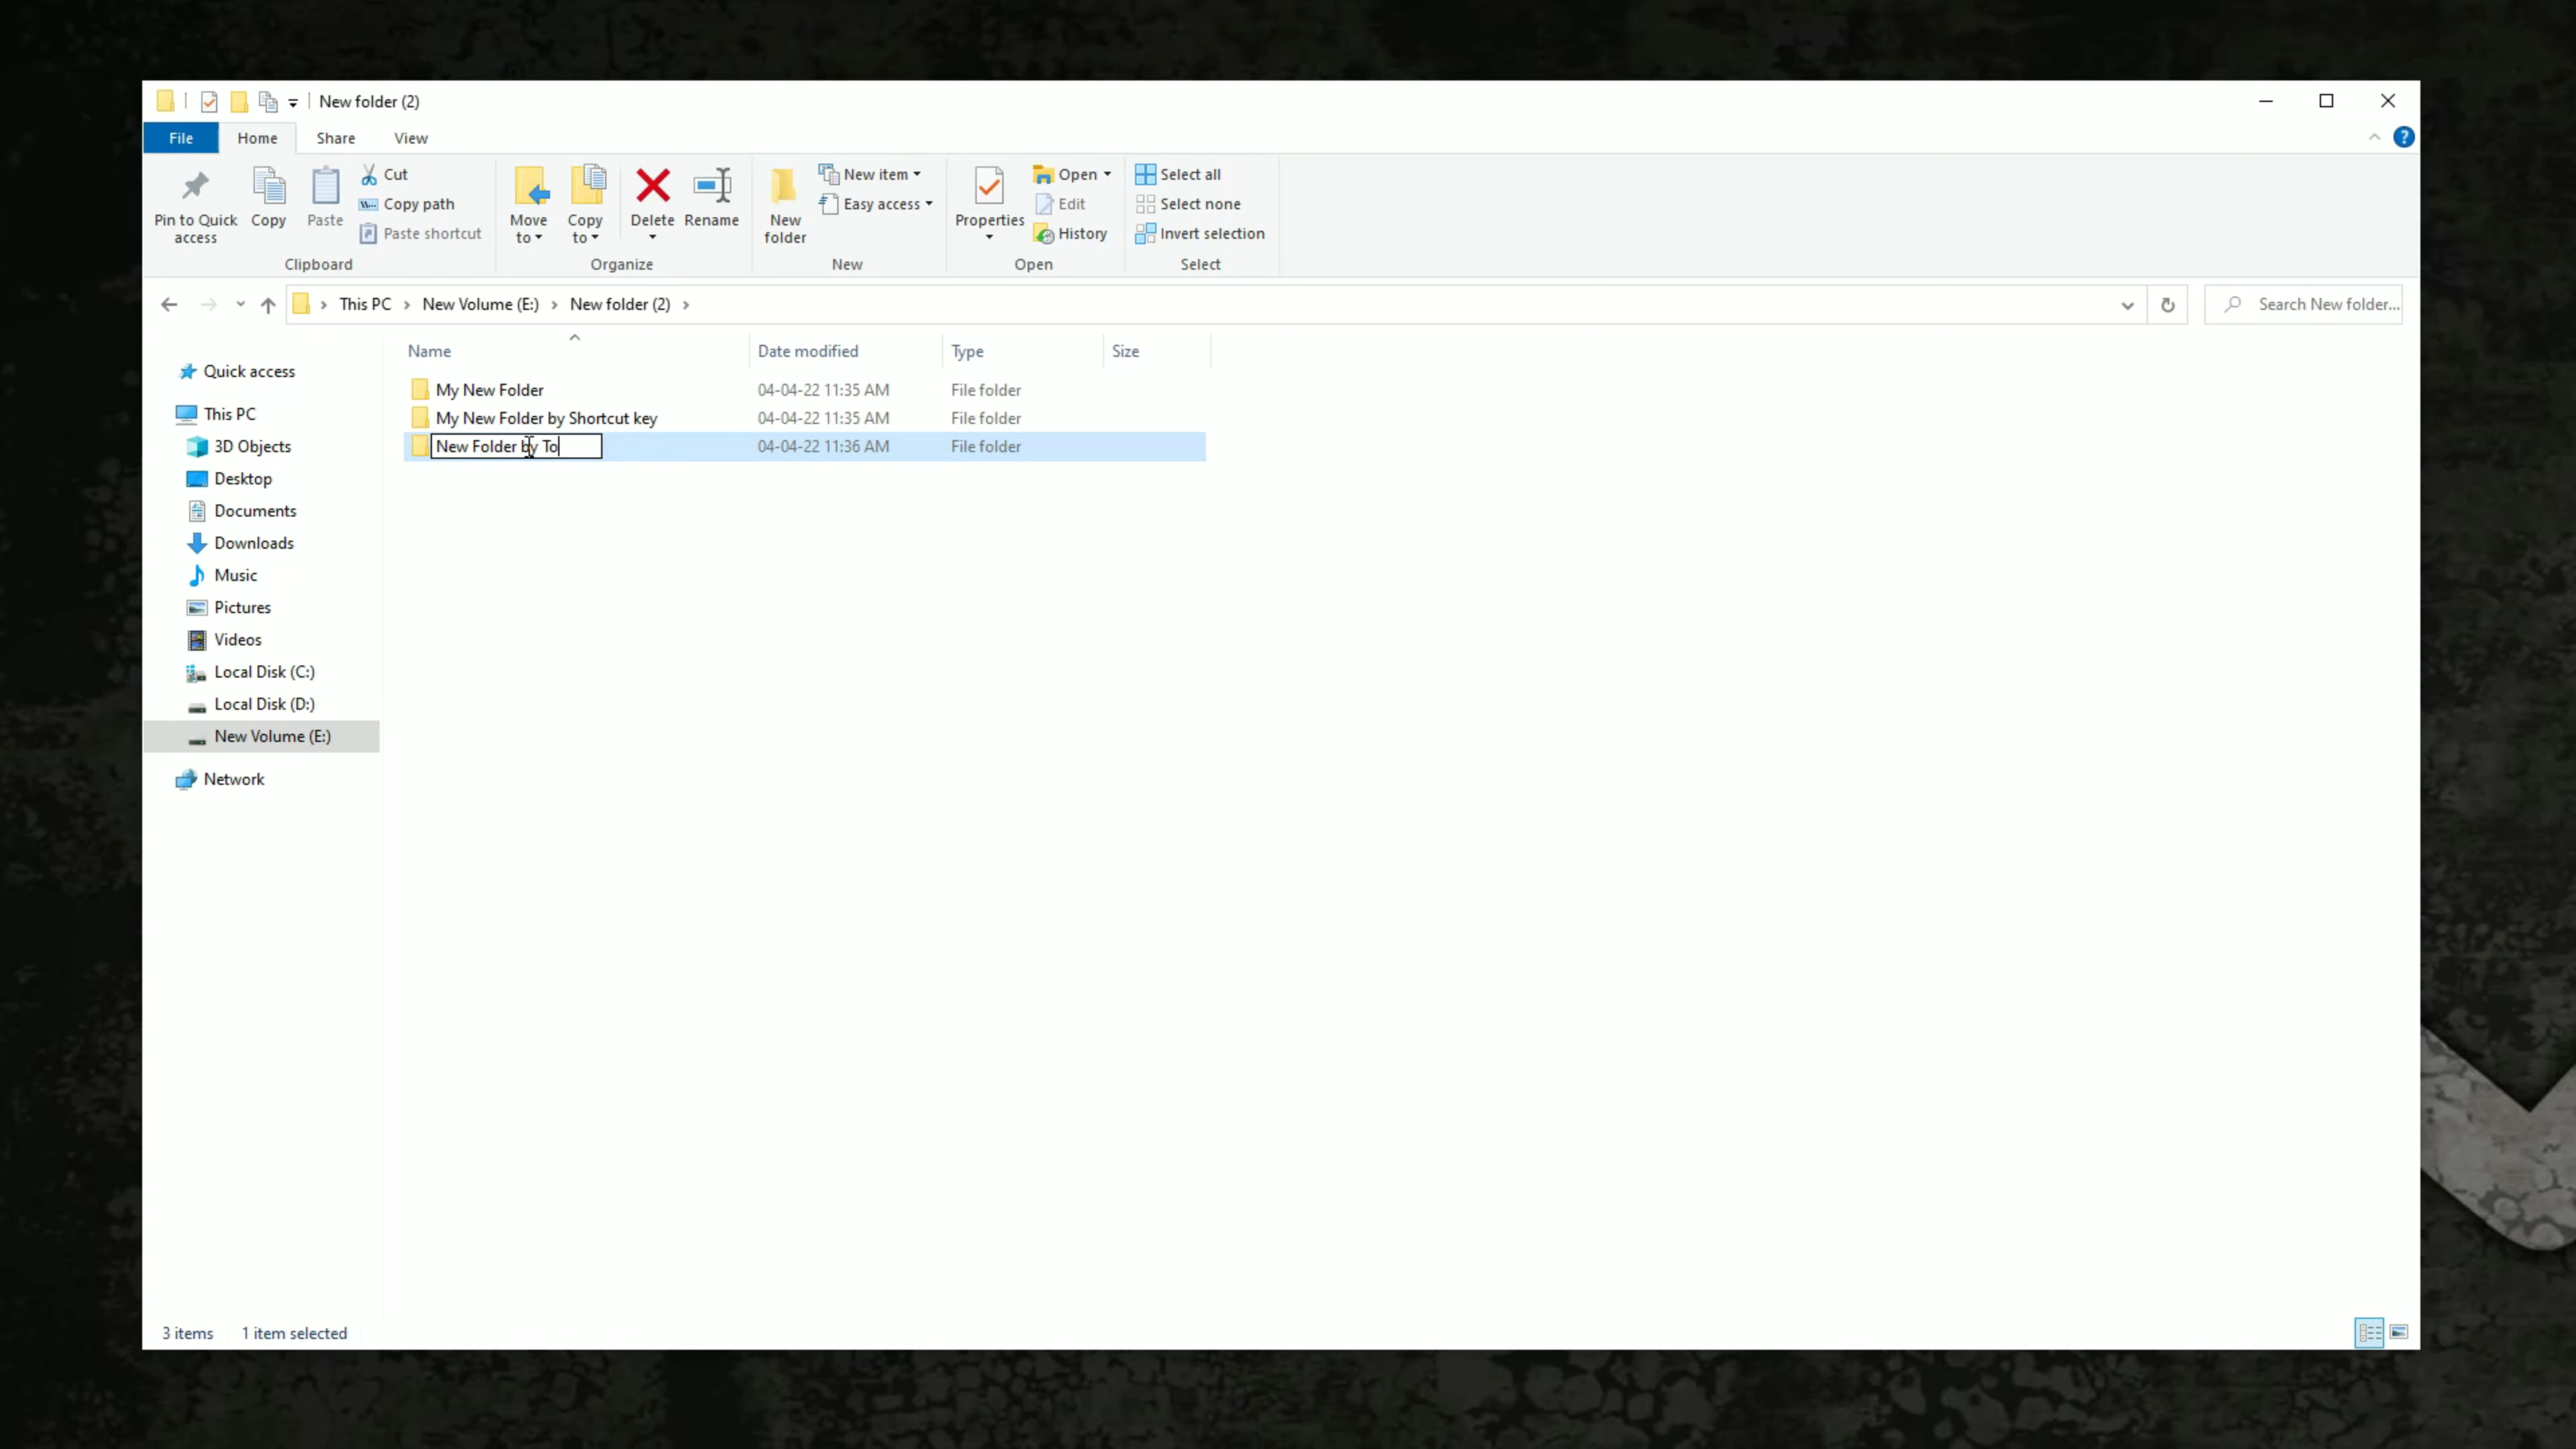 New folder (2)
File Home Share View
Pin to Quick access
Copy
Paste
Cut
Copy path
Paste shortcut
Clipboard
Move to
Copy to
Delete
Rename
Organize
New folder
New item
Easy access
New
Properties
Open
Edit
History
Open
Select all
Select none
Invert selection
Select
This PC New Volume (E:) New folder (2)
Search New folder...
Name Date modified Type Size
My New Folder 04-04-22 11:35 AM File folder
My New Folder by Shortcut key 04-04-22 11:35 AM File folder
New Folder by To 04-04-22 11:36 AM File folder
Quick access
This PC
3D Objects
Desktop
Documents
Downloads
Music
Pictures
Videos
Local Disk (C:)
Local Disk (D:)
New Volume (E:)
Network
3 items 1 item selected